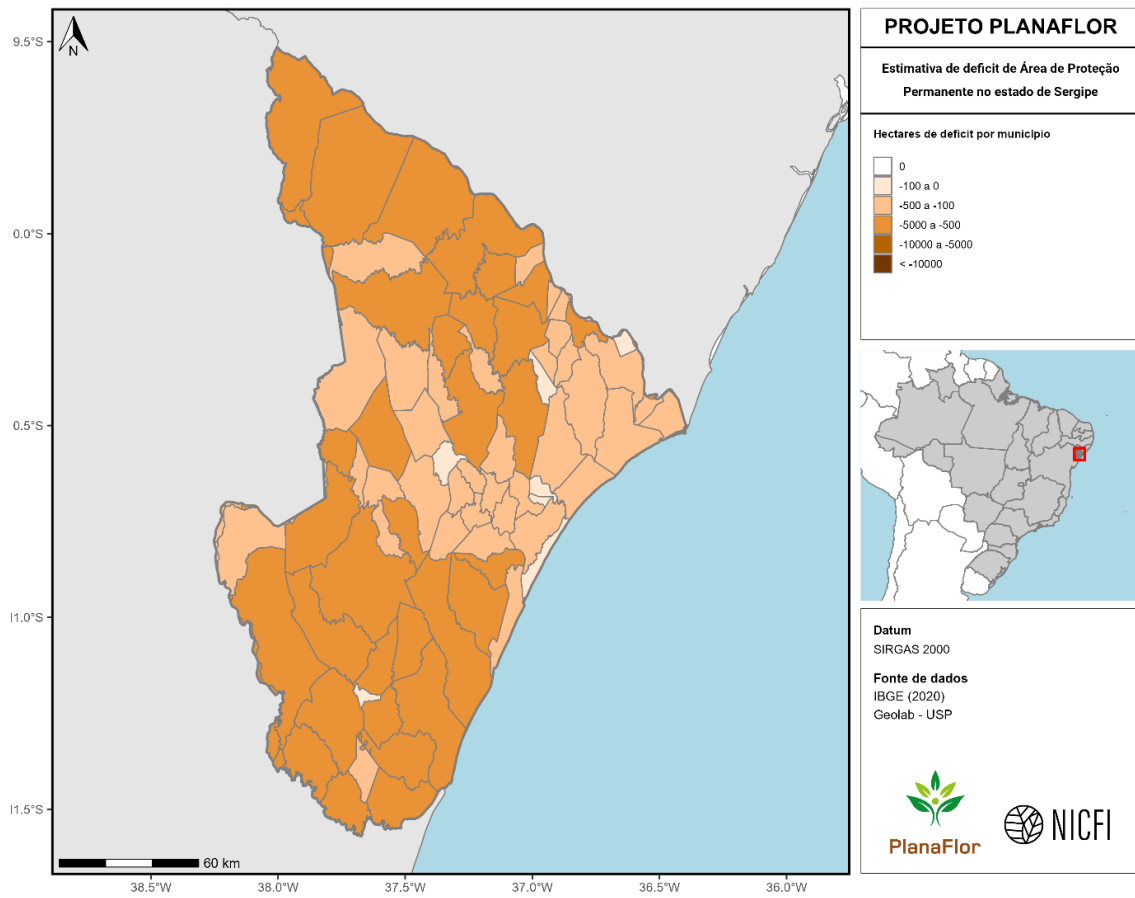 PROJETO PLANAFLOR
Estimativa de deficit de Área de Proteção
Permanente no estado de Sergipe
Hectares de deficit por município
0
-100 a 0
-500 a -100
-5000 a -500
-10000 a -5000
< -10000
N
9.5°S
0.0°S
0.5°S
l1.0°S
l1.5°S
60 km
38.5°W
38.0°W
37.5°W
37.0°W
36.5°W
36.0°W
Datum
SIRGAS 2000
Fonte de dados
IBGE (2020)
Geolab - USP
PlanaFlor
NICFI